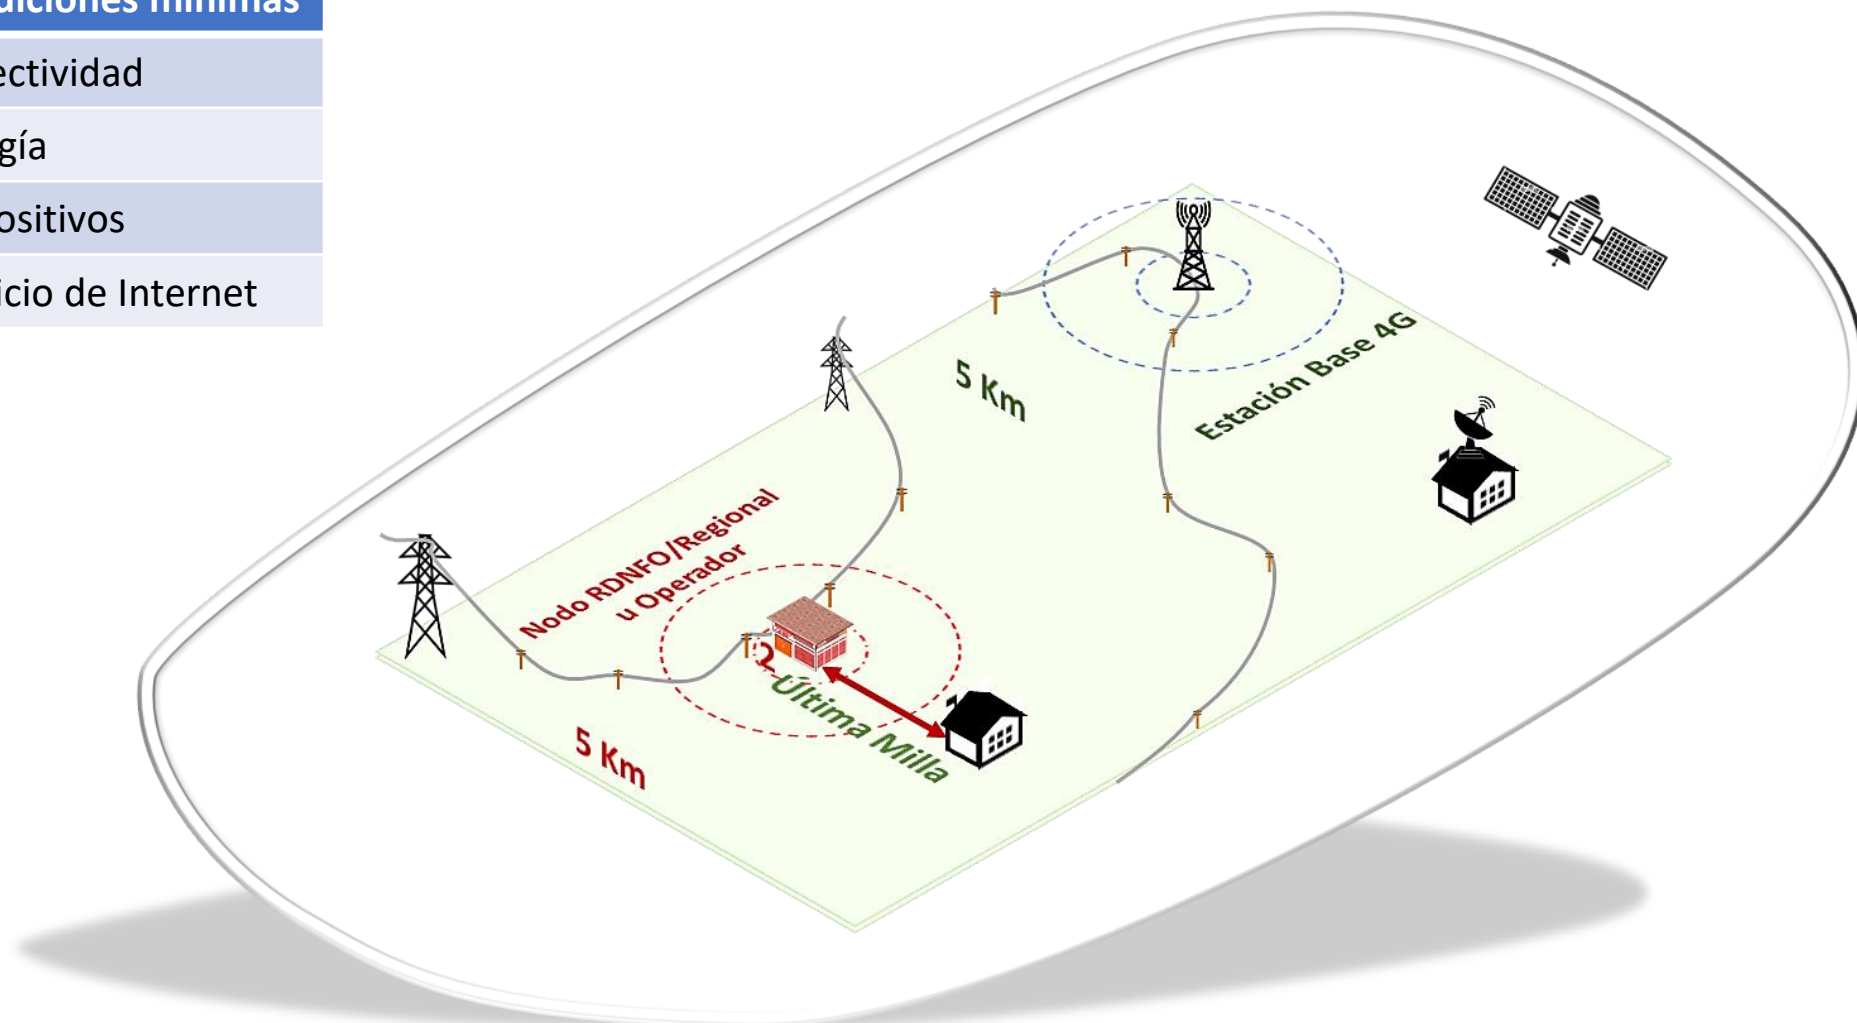 diciones mínimas
ectividad
gía
ositivos
icio de Internet
5 Km
Estación Base 4G
Nodo RDNFO/Regional
u Operador
2
Última Milla
5 Km